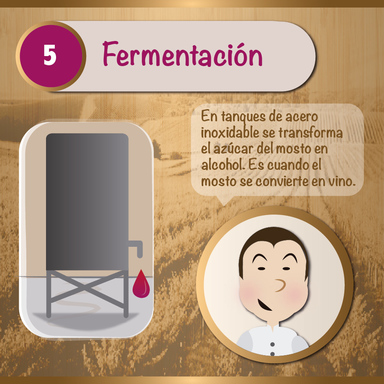 5
Fermentación
En tanques de acero
inoxidable se transforma
el azúcar del mosto en
alcohol. Es cuando el
mosto se convierte en vino.